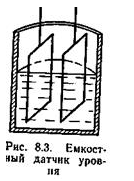 Рис. 8.3. Емкост-
ный датчик уров-
ня